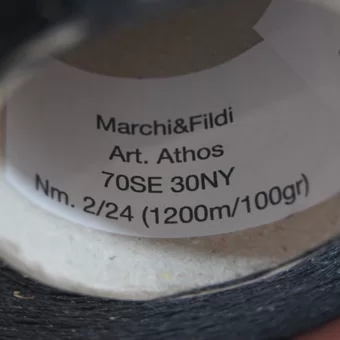 Marchi&Fildi
Art. Athos
70SE 30NY
Nm. 2/24 (1200m/100gr)